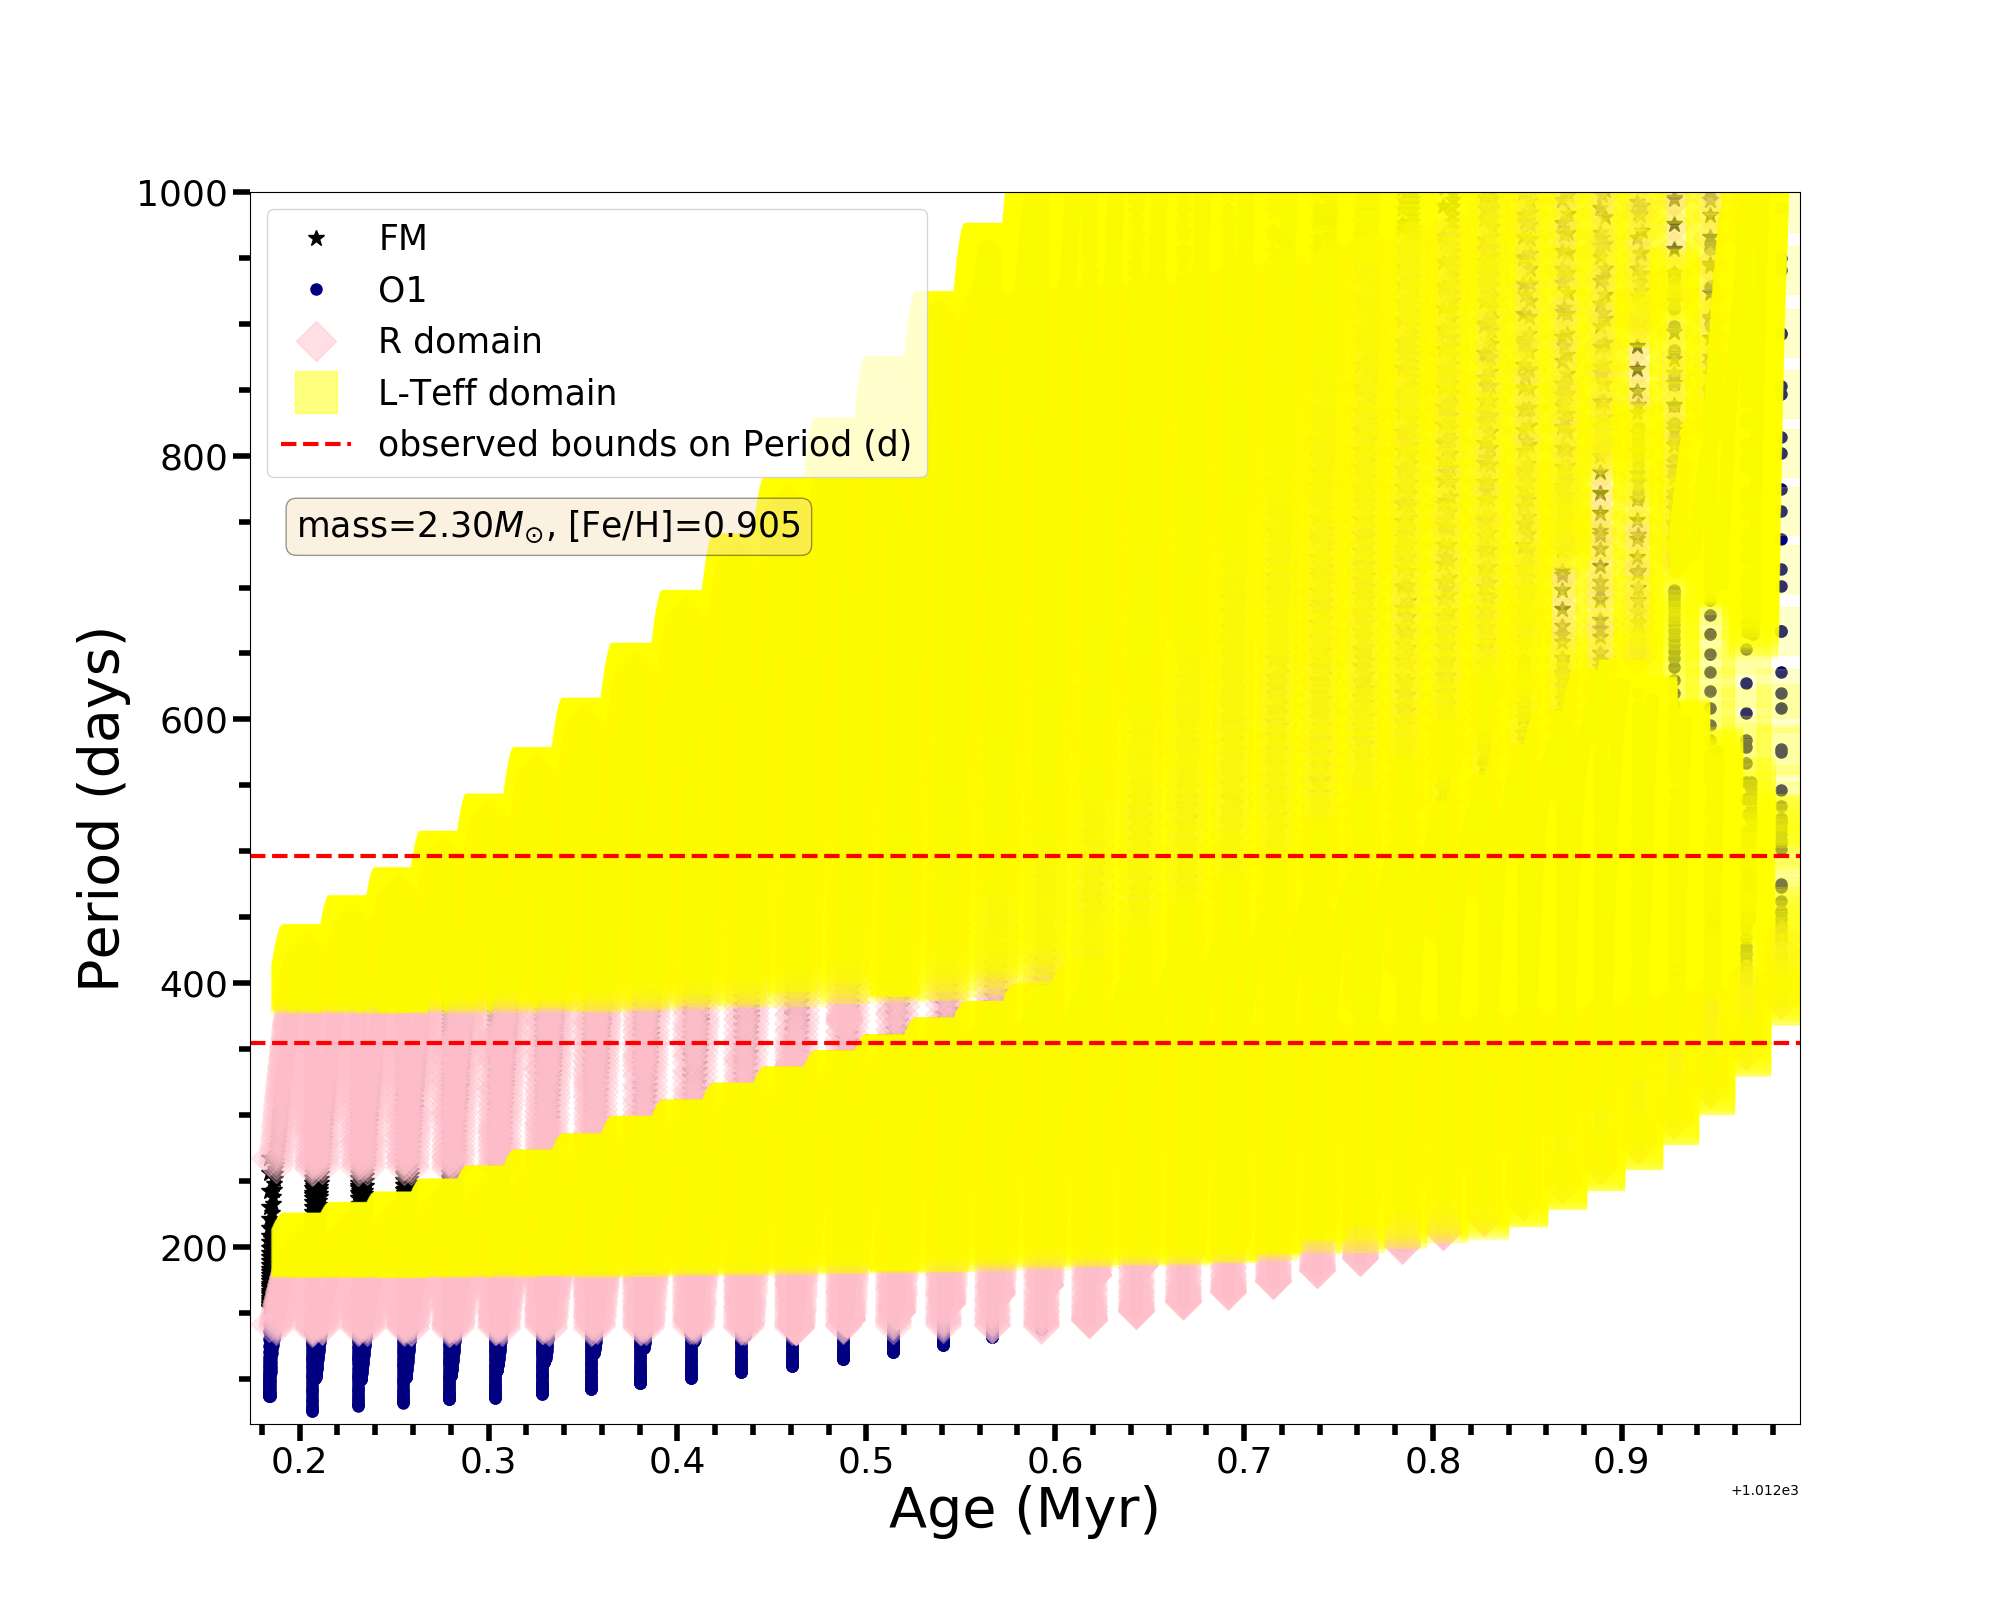 1000
800
600
400
200
Period (days)
FM
O1
R domain
L-Teff domain
observed bounds on Period (d)
mass=2.30M⊙, [Fe/H]=0.905
0.2 0.3 0.4 0.5 0.6 0.7 0.8 0.9
+1.012e3
Age (Myr)